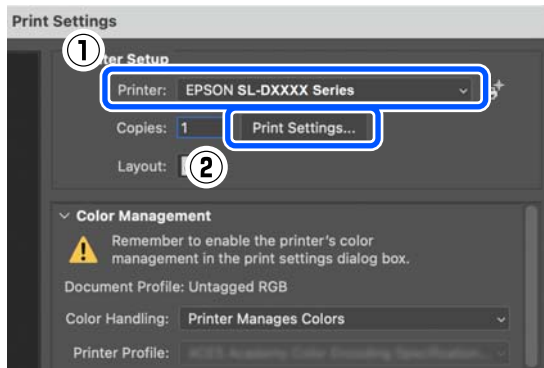 Print Settings
①
ter Setup
Printer: EPSON SL-DXXXX Series
Copies: 1 Print Settings...
Layout: ②
Color Management
Remember to enable the printer's color
management in the print settings dialog box.
Document Profile: Untagged RGB
Color Handling: Printer Manages Colors
Printer Profile: